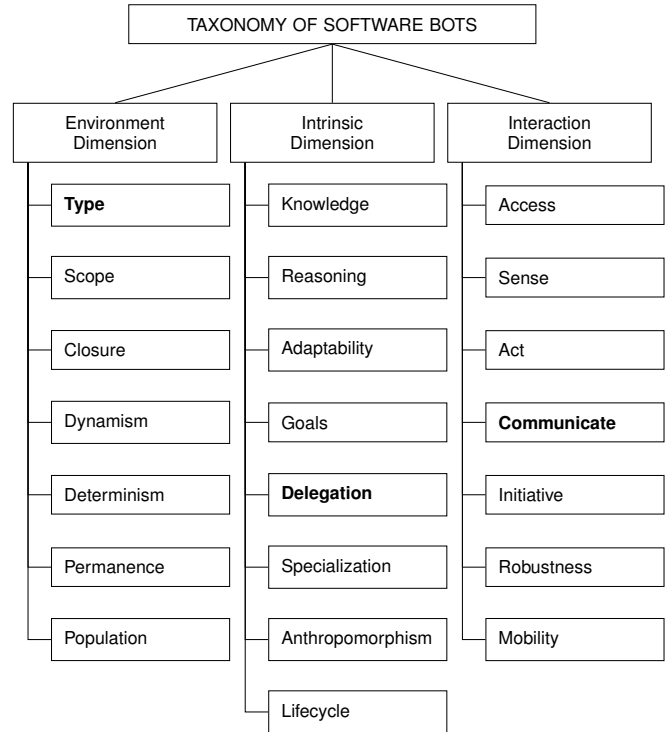 TAXONOMY OF SOFTWARE BOTS
Environment
Dimension
Type
Scope
Closure
Dynamism
Determinism
Permanence
Population
Intrinsic
Dimension
Knowledge
Reasoning
Adaptability
Goals
Delegation
Specialization
Anthropomorphism
Lifecycle
Interaction
Dimension
Access
Sense
Act
Communicate
Initiative
Robustness
Mobility